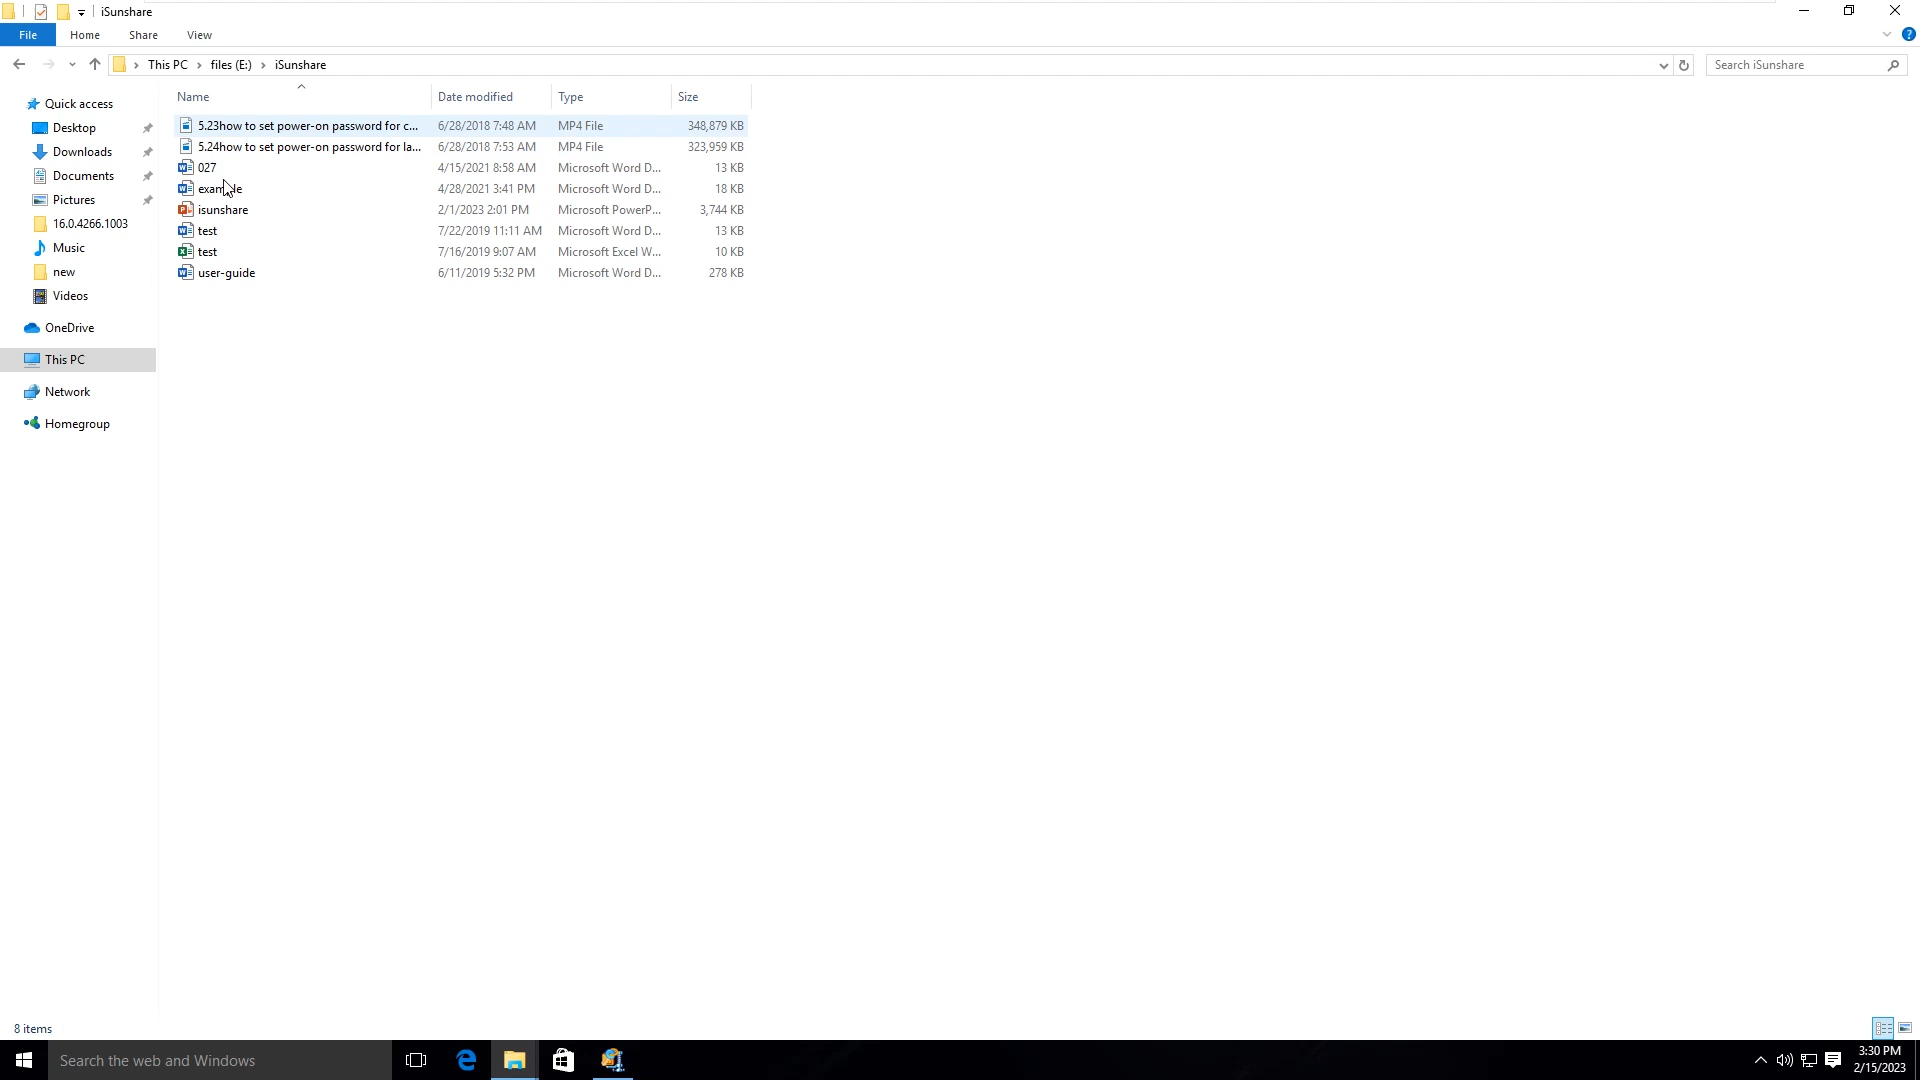 iSunshare
File Home Share View
This PC files (E:) iSunshare Search iSunshare
Name Date modified Type Size
Quick access
Desktop
Downloads
Documents
Pictures
16.0.4266.1003
Music
new
Videos
OneDrive
This PC
Network
Homegroup
5.23how to set power-on password for c... 6/28/2018 7:48 AM MP4 File 348,879 KB
5.24how to set power-on password for la... 6/28/2018 7:53 AM MP4 File 323,959 KB
027 4/15/2021 8:58 AM Microsoft Word D... 13 KB
example 4/28/2021 3:41 PM Microsoft Word D... 18 KB
isunshare 2/1/2023 2:01 PM Microsoft PowerP... 3,744 KB
test 7/22/2019 11:11 AM Microsoft Word D... 13 KB
test 7/16/2019 9:07 AM Microsoft Excel W... 10 KB
user-guide 6/11/2019 5:32 PM Microsoft Word D... 278 KB
8 items
Search the web and Windows
3:30 PM
2/15/2023